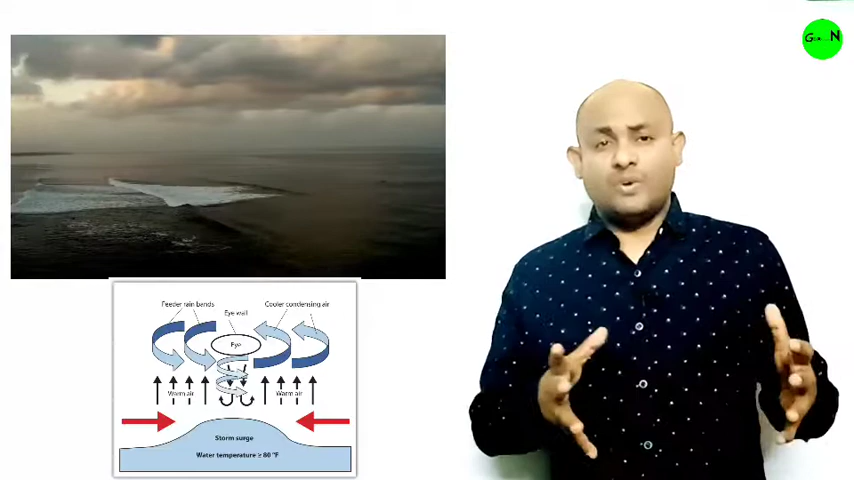 Feeder rain bands
Cooler condensing air
Eye wall
Eye
Warm air
Warm air
Storm surge
Water temperature ≥ 80 °F